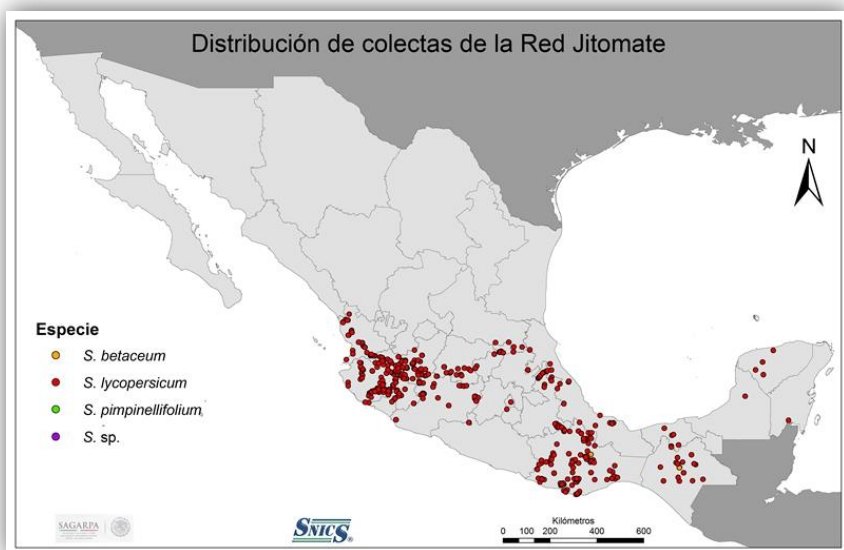 Distribución de colectas de la Red Jitomate
N
Especie
S. betaceum
S. lycopersicum
S. pimpinellifolium
S. sp.
SAGARPA
SNICS®
Kilómetros
0 100 200 400 600